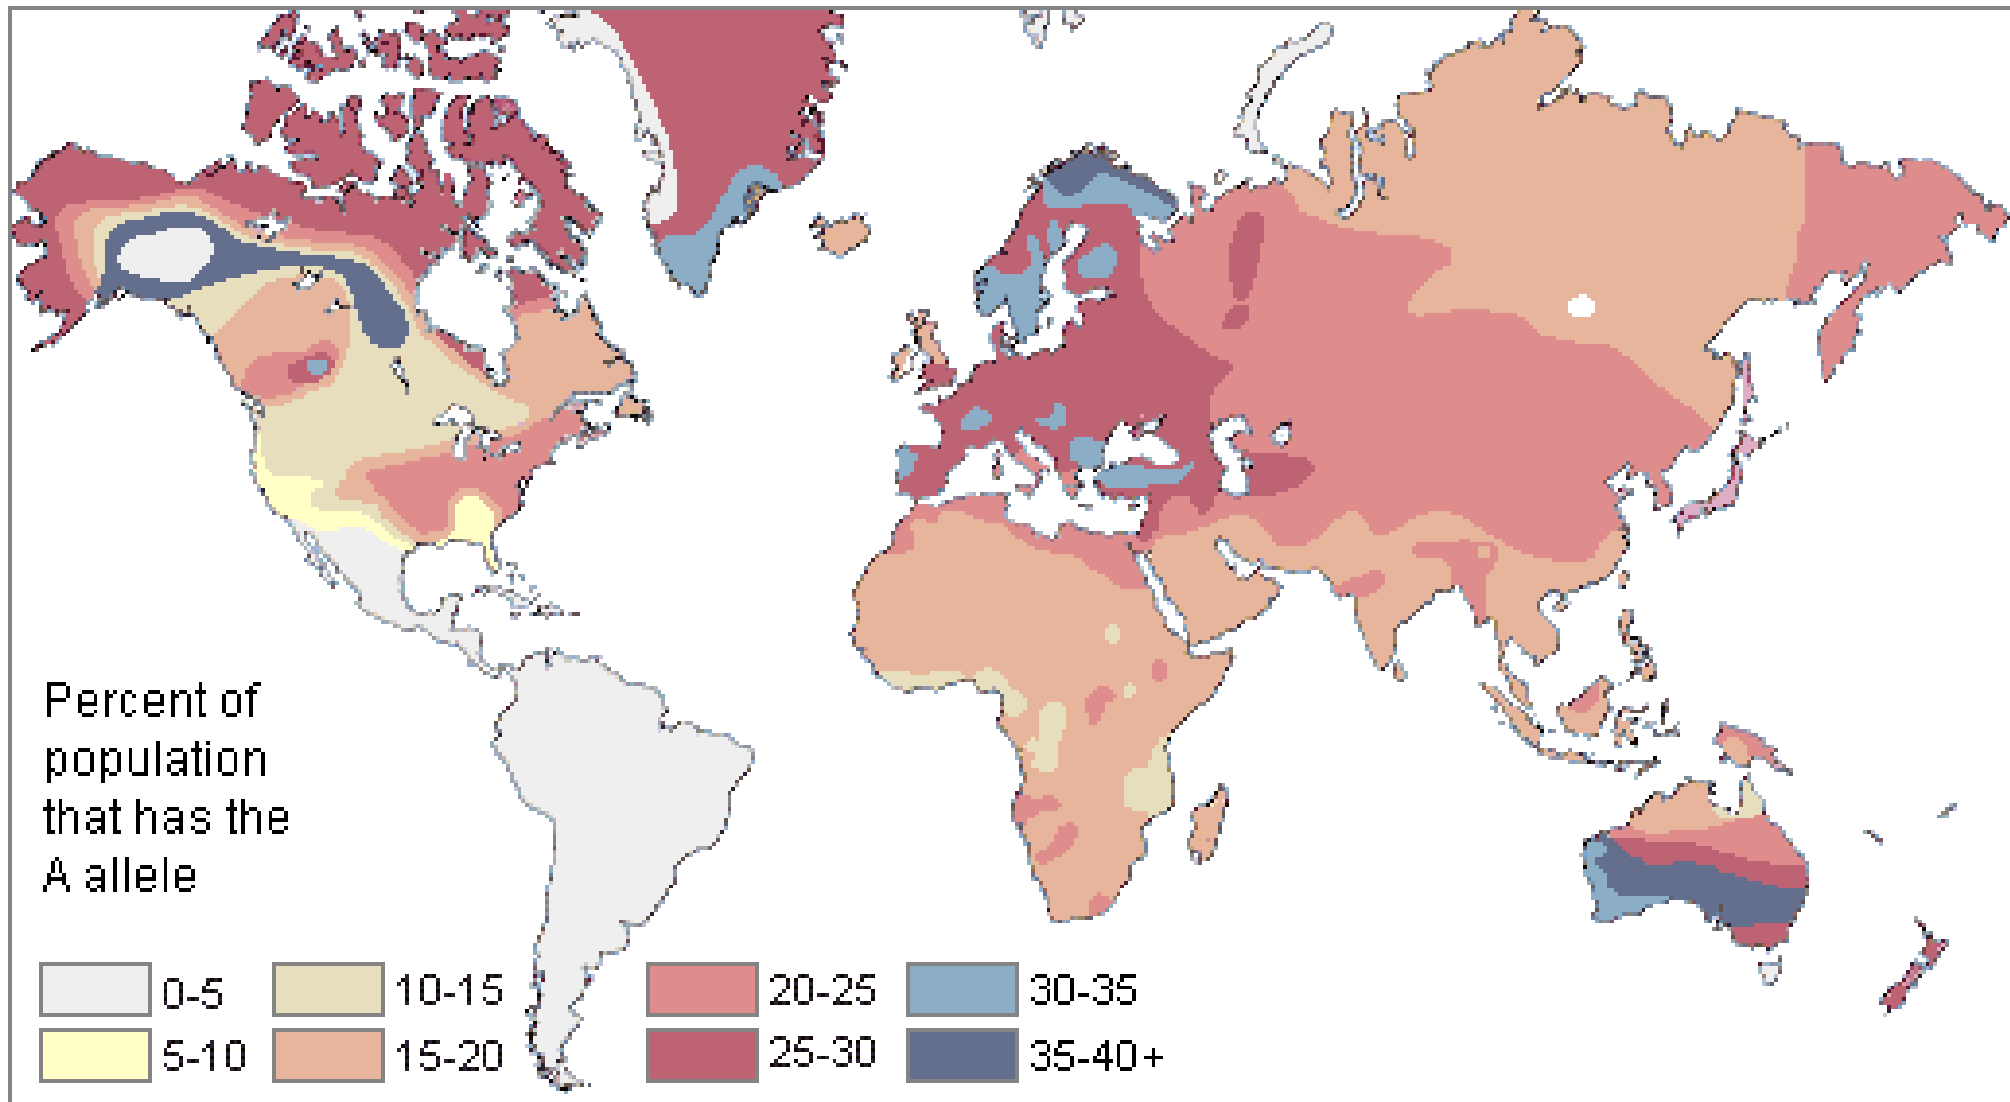 Percent of
population
that has the
A allele
0-5
10-15
20-25
30-35
5-10
15-20
25-30
35-40+